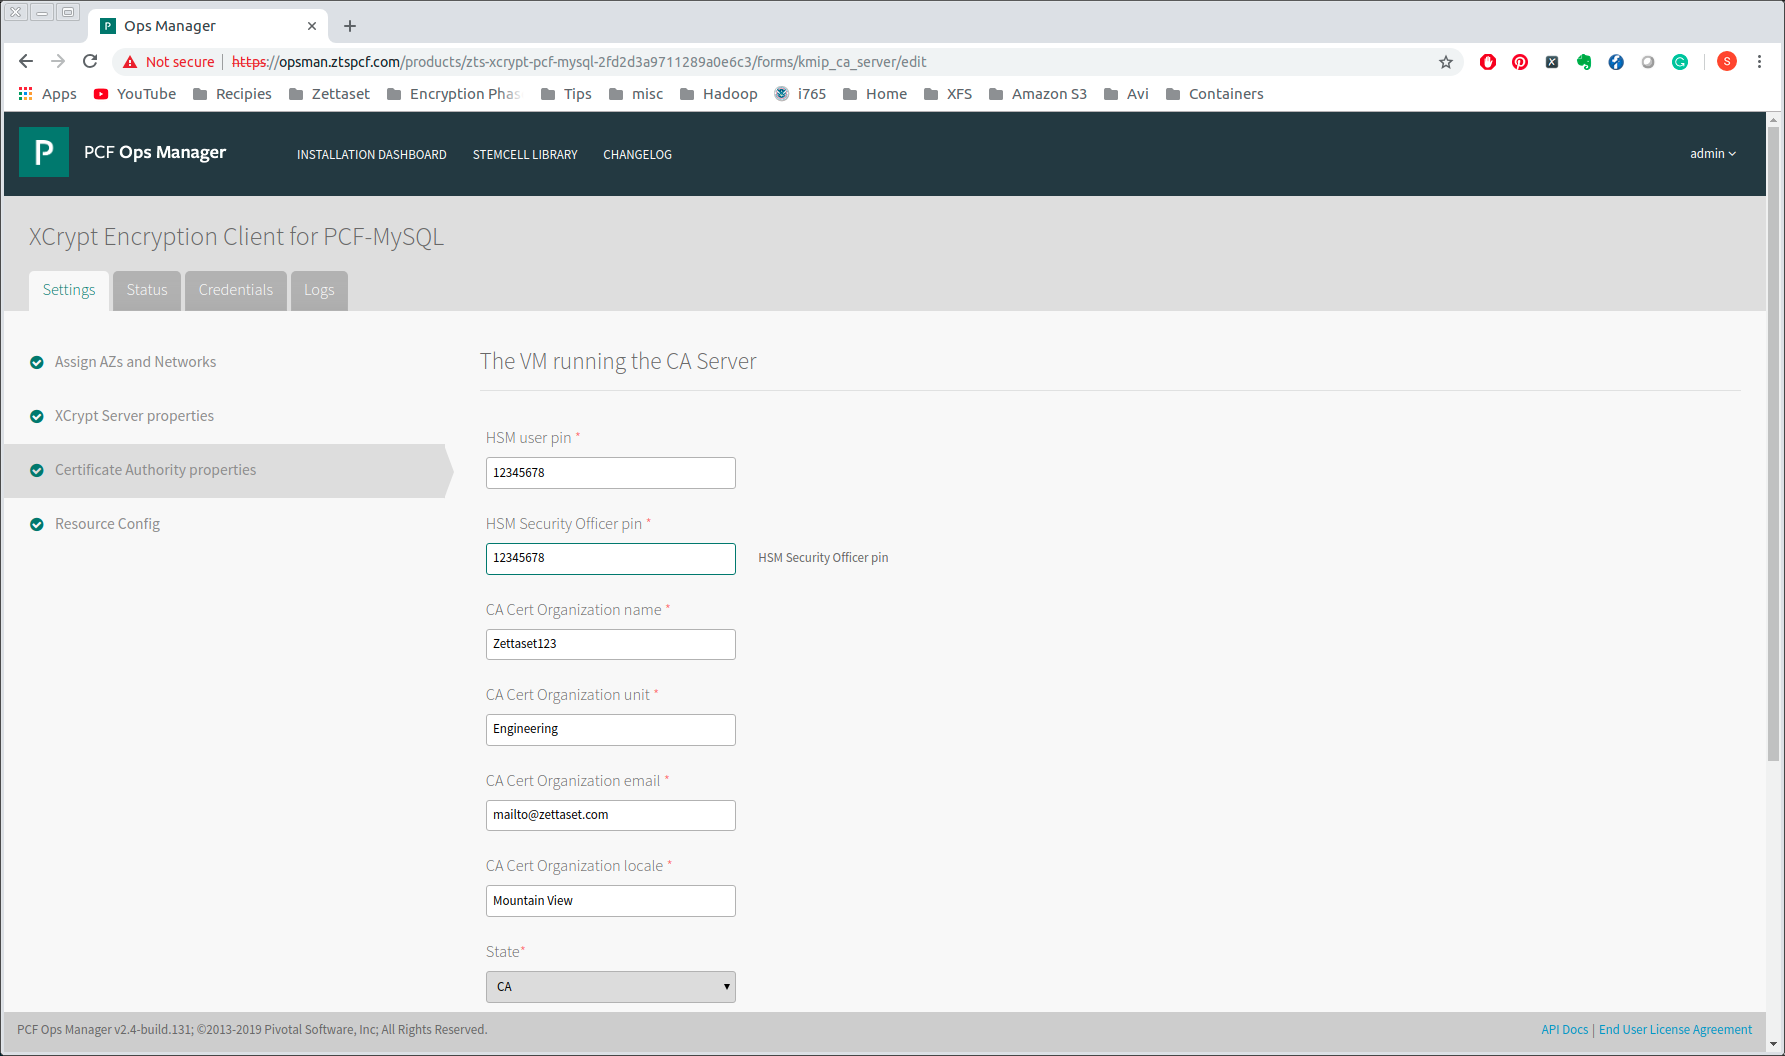 Ops Manager
Not secure https://opsman.ztspcf.com/products/zts-xcrypt-pcf-mysql-2fd2d3a9711289a0e6c3/forms/kmip_ca_server/edit
S
Apps YouTube Recipies Zettaset Encryption Phas Tips misc Hadoop i765 Home XFS Amazon S3 Avi Containers
P PCF Ops Manager INSTALLATION DASHBOARD STEMCELL LIBRARY CHANGELOG admin
XCrypt Encryption Client for PCF-MySQL
Settings Status Credentials Logs
Assign AZs and Networks
XCrypt Server properties
Certificate Authority properties
Resource Config
The VM running the CA Server
HSM user pin *
12345678
HSM Security Officer pin *
12345678 HSM Security Officer pin
CA Cert Organization name *
Zettaset123
CA Cert Organization unit *
Engineering
CA Cert Organization email *
mailto@zettaset.com
CA Cert Organization locale *
Mountain View
State*
CA
PCF Ops Manager v2.4-build.131; ©2013-2019 Pivotal Software, Inc; All Rights Reserved. API Docs | End User License Agreement